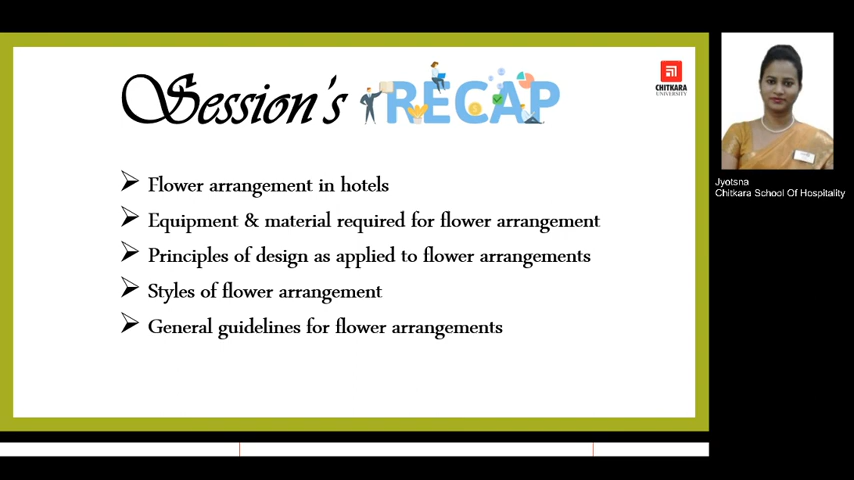 Session's RECAP
CHITKARA
UNIVERSITY
Flower arrangement in hotels
Equipment & material required for flower arrangement
Principles of design as applied to flower arrangements
Styles of flower arrangement
General guidelines for flower arrangements
Jyotsna
Chitkara School Of Hospitality